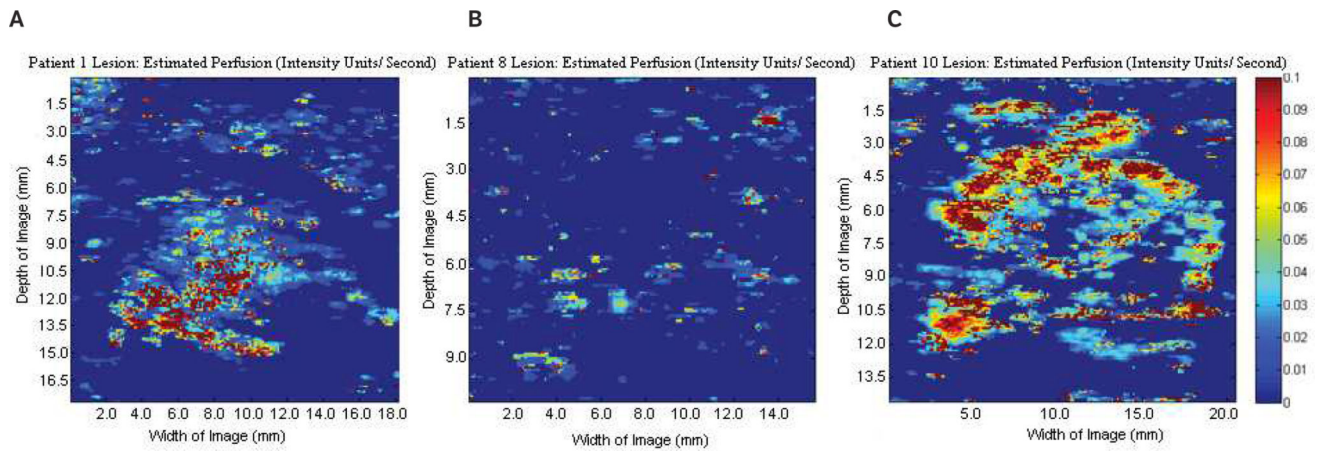 A
B
C
Patient 1 Lesion: Estimated Perfusion (Intensity Units/ Second)
Patient 8 Lesion: Estimated Perfusion (Intensity Units/ Second)
Patient 10 Lesion: Estimated Perfusion (Intensity Units/ Second)
Depth of Image (mm)
1.5
3.0
4.5
6.0
7.5
9.0
10.5
12.0
13.5
15.0
16.5
2.0 4.0 6.0 8.0 10.0 12.0 14.0 16.0 18.0
Width of Image (mm)
Depth of Image (mm)
1.5
3.0
4.5
6.0
7.5
9.0
2.0 4.0 6.0 8.0 10.0 12.0 14.0
Width of Image (mm)
Depth of Image (mm)
1.5
3.0
4.5
6.0
7.5
9.0
10.5
12.0
13.5
5.0 10.0 15.0 20.0
Width of Image (mm)
0.1
0.09
0.08
0.07
0.06
0.05
0.04
0.03
0.02
0.01
0